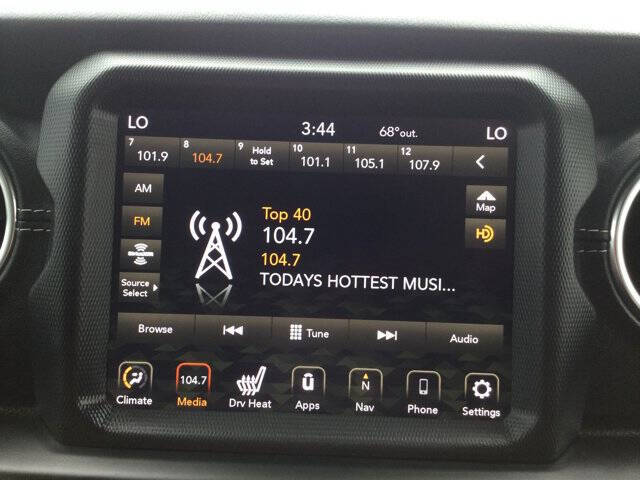 LO 3:44 68°out. LO
7 101.9 8 104.7 9 Hold to Set 10 101.1 11 105.1 12 107.9
AM
Map
FM
HD
Top 40
104.7
104.7
TODAYS HOTTEST MUSI...
Source
Select
Browse Tune Audio
104.7 N
Climate Media Drv Heat Apps Nav Phone Settings